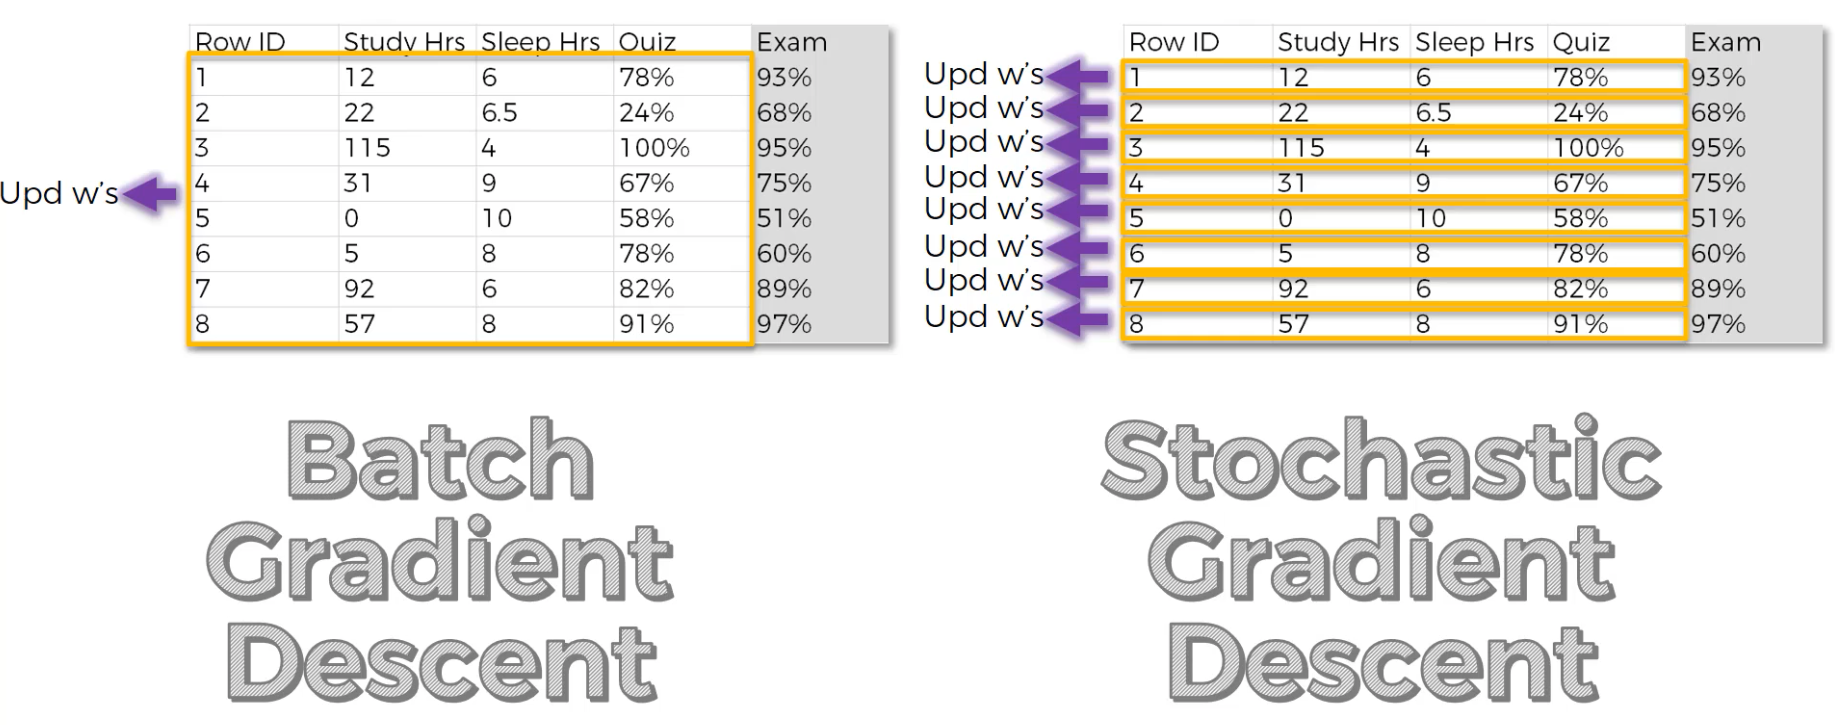 Row ID Study Hrs Sleep Hrs Quiz Exam
1 12 6 78% 93%
2 22 6.5 24% 68%
3 115 4 100% 95%
4 31 9 67% 75%
Upd w's
5 0 10 58% 51%
6 5 8 78% 60%
7 92 6 82% 89%
8 57 8 91% 97%
Batch
Gradient
Descent
Row ID Study Hrs Sleep Hrs Quiz Exam
Upd w's 1 12 6 78% 93%
Upd w's 2 22 6.5 24% 68%
Upd w's 3 115 4 100% 95%
Upd w's 4 31 9 67% 75%
Upd w's 5 0 10 58% 51%
Upd w's 6 5 8 78% 60%
Upd w's 7 92 6 82% 89%
Upd w's 8 57 8 91% 97%
Stochastic
Gradient
Descent